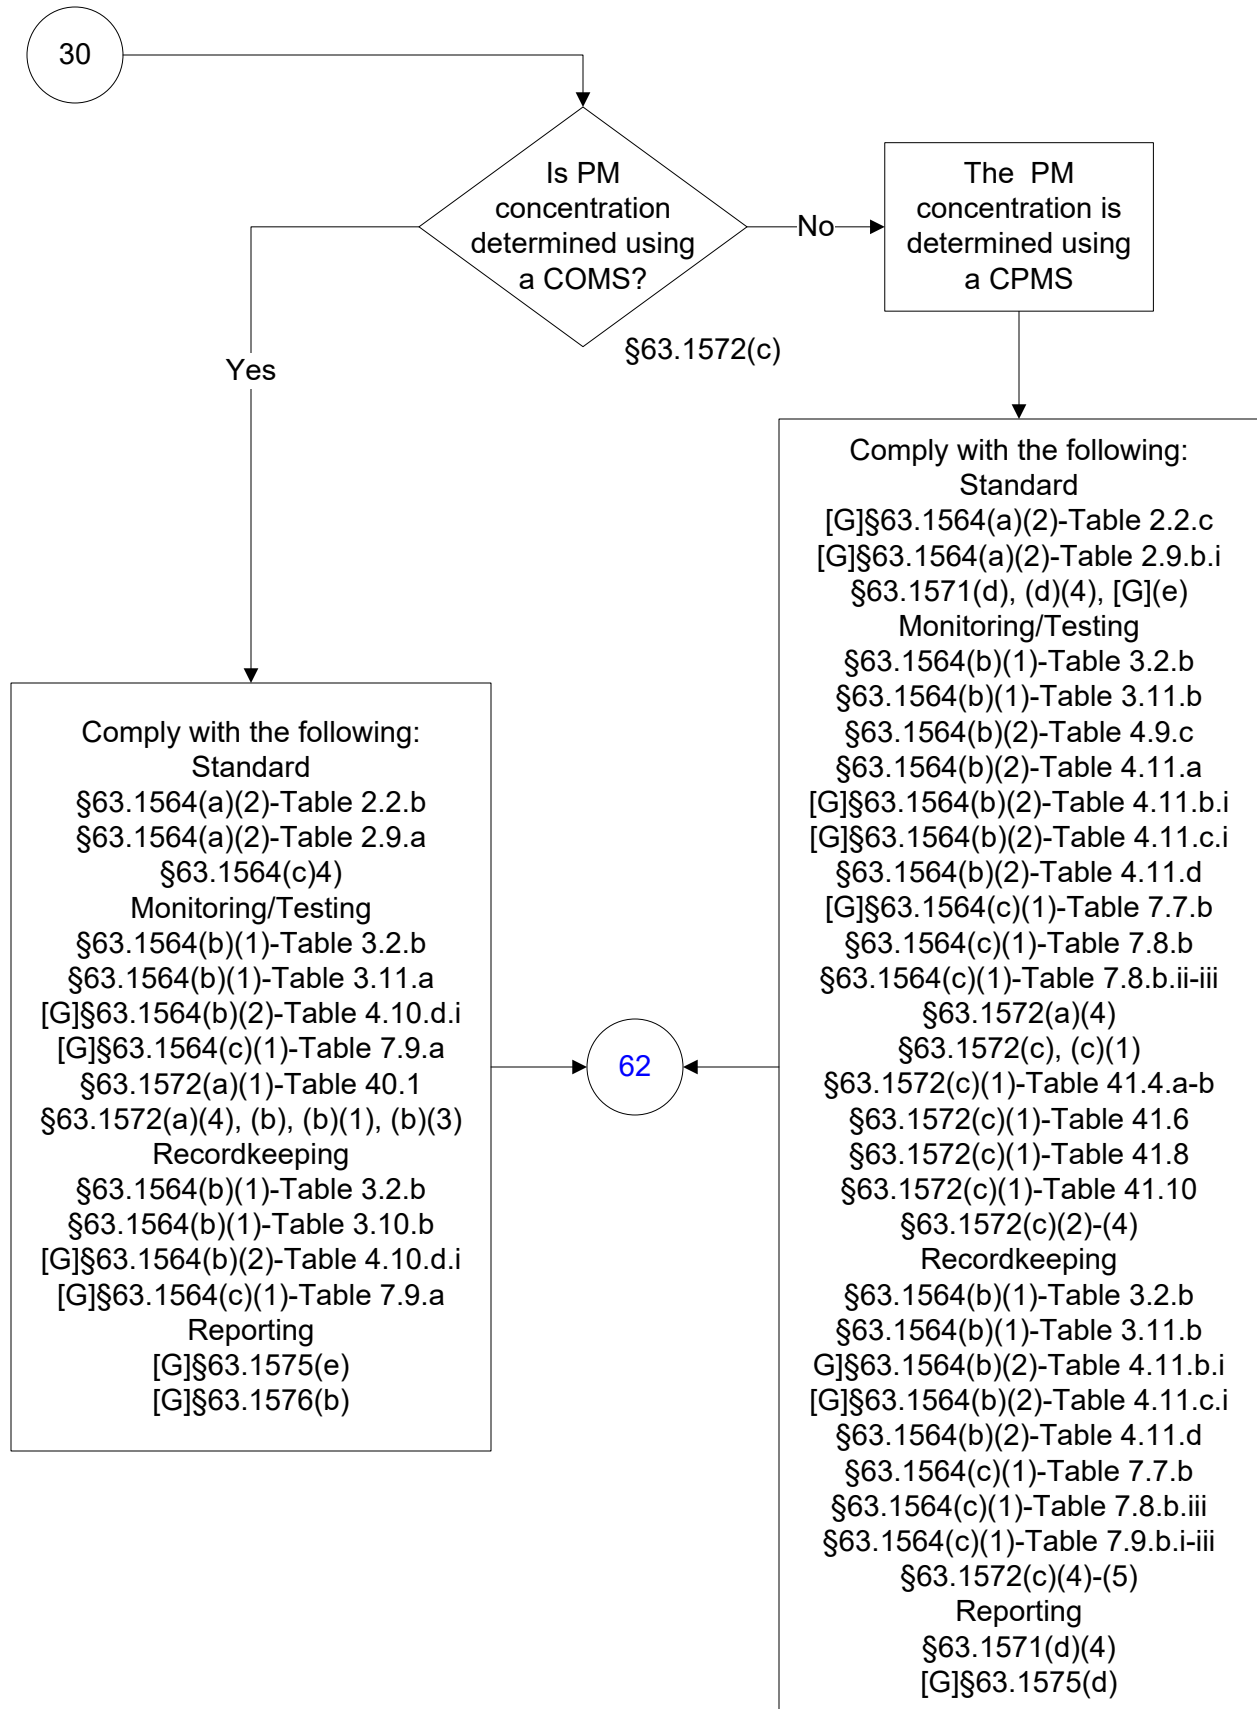 30
Is PM
concentration
determined using
a COMS?
No
The PM
concentration is
determined using
a CPMS
§63.1572(c)
Yes
Comply with the following:
Standard
§63.1564(a)(2)-Table 2.2.b
§63.1564(a)(2)-Table 2.9.a
§63.1564(c)4)
Monitoring/Testing
§63.1564(b)(1)-Table 3.2.b
§63.1564(b)(1)-Table 3.11.a
[G]§63.1564(b)(2)-Table 4.10.d.i
[G]§63.1564(c)(1)-Table 7.9.a
§63.1572(a)(1)-Table 40.1
§63.1572(a)(4), (b), (b)(1), (b)(3)
Recordkeeping
§63.1564(b)(1)-Table 3.2.b
§63.1564(b)(1)-Table 3.10.b
[G]§63.1564(b)(2)-Table 4.10.d.i
[G]§63.1564(c)(1)-Table 7.9.a
Reporting
[G]§63.1575(e)
[G]§63.1576(b)
62
Comply with the following:
Standard
[G]§63.1564(a)(2)-Table 2.2.c
[G]§63.1564(a)(2)-Table 2.9.b.i
§63.1571(d), (d)(4), [G](e)
Monitoring/Testing
§63.1564(b)(1)-Table 3.2.b
§63.1564(b)(1)-Table 3.11.b
§63.1564(b)(2)-Table 4.9.c
§63.1564(b)(2)-Table 4.11.a
[G]§63.1564(b)(2)-Table 4.11.b.i
[G]§63.1564(b)(2)-Table 4.11.c.i
§63.1564(b)(2)-Table 4.11.d
[G]§63.1564(c)(1)-Table 7.7.b
§63.1564(c)(1)-Table 7.8.b
§63.1564(c)(1)-Table 7.8.b.ii-iii
§63.1572(a)(4)
§63.1572(c), (c)(1)
§63.1572(c)(1)-Table 41.4.a-b
§63.1572(c)(1)-Table 41.6
§63.1572(c)(1)-Table 41.8
§63.1572(c)(1)-Table 41.10
§63.1572(c)(2)-(4)
Recordkeeping
§63.1564(b)(1)-Table 3.2.b
§63.1564(b)(1)-Table 3.11.b
G]§63.1564(b)(2)-Table 4.11.b.i
[G]§63.1564(b)(2)-Table 4.11.c.i
§63.1564(b)(2)-Table 4.11.d
§63.1564(c)(1)-Table 7.7.b
§63.1564(c)(1)-Table 7.8.b.iii
§63.1564(c)(1)-Table 7.9.b.i-iii
§63.1572(c)(4)-(5)
Reporting
§63.1571(d)(4)
[G]§63.1575(d)